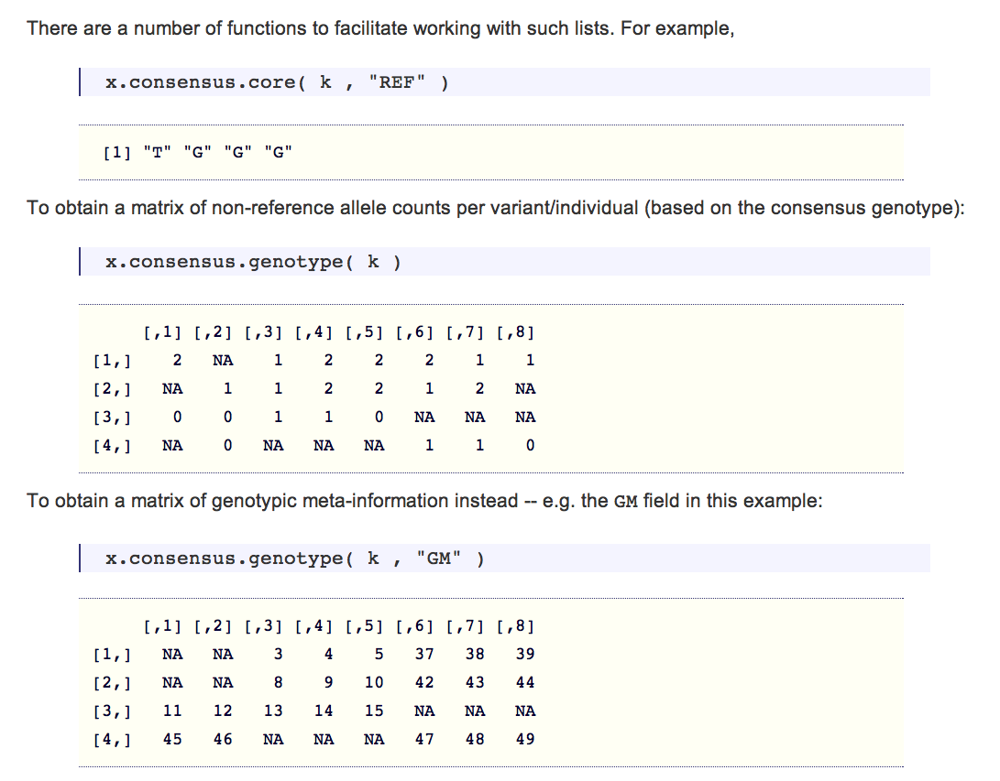 There are a number of functions to facilitate working with such lists. For example,
x.consensus.core( k , "REF" )
[1] "T" "G" "G" "G"
To obtain a matrix of non-reference allele counts per variant/individual (based on the consensus genotype):
x.consensus.genotype( k )
[,1] [,2] [,3] [,4] [,5] [,6] [,7] [,8]
[1,] 2 NA 1 2 2 2 1 1
[2,] NA 1 1 2 2 1 2 NA
[3,] 0 0 1 1 0 NA NA NA
[4,] NA 0 NA NA NA 1 1 0
To obtain a matrix of genotypic meta-information instead -- e.g. the GM field in this example:
x.consensus.genotype( k , "GM" )
[,1] [,2] [,3] [,4] [,5] [,6] [,7] [,8]
[1,] NA NA 3 4 5 37 38 39
[2,] NA NA 8 9 10 42 43 44
[3,] 11 12 13 14 15 NA NA NA
[4,] 45 46 NA NA NA 47 48 49